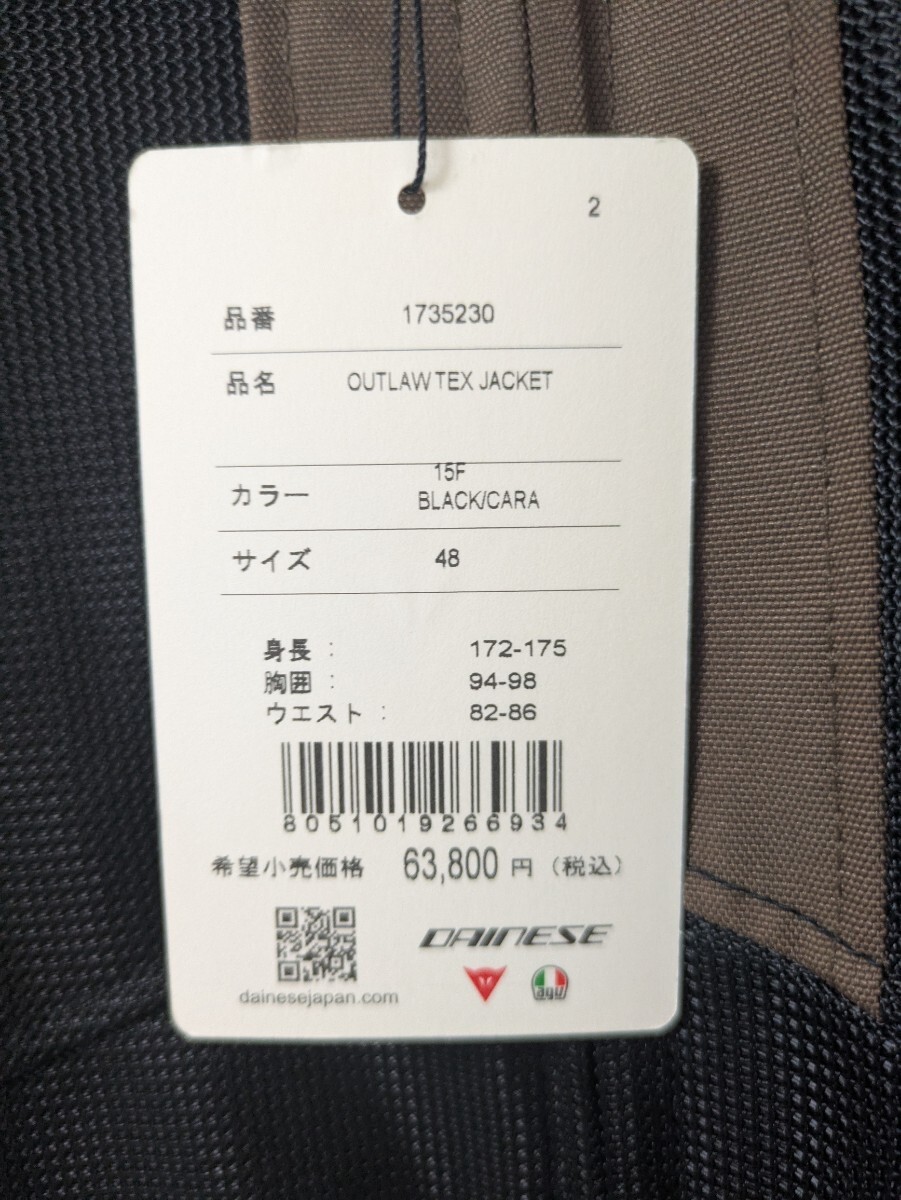 2
品番 1735230
品名 OUTLAW TEX JACKET
15F
カラー BLACK/CARA
サイズ 48
身長 : 172-175
胸囲 : 94-98
ウエスト : 82-86
8051019266934
希望小売価格 63,800 円 (税込)
DAINESE
dainesejapan.com
agv